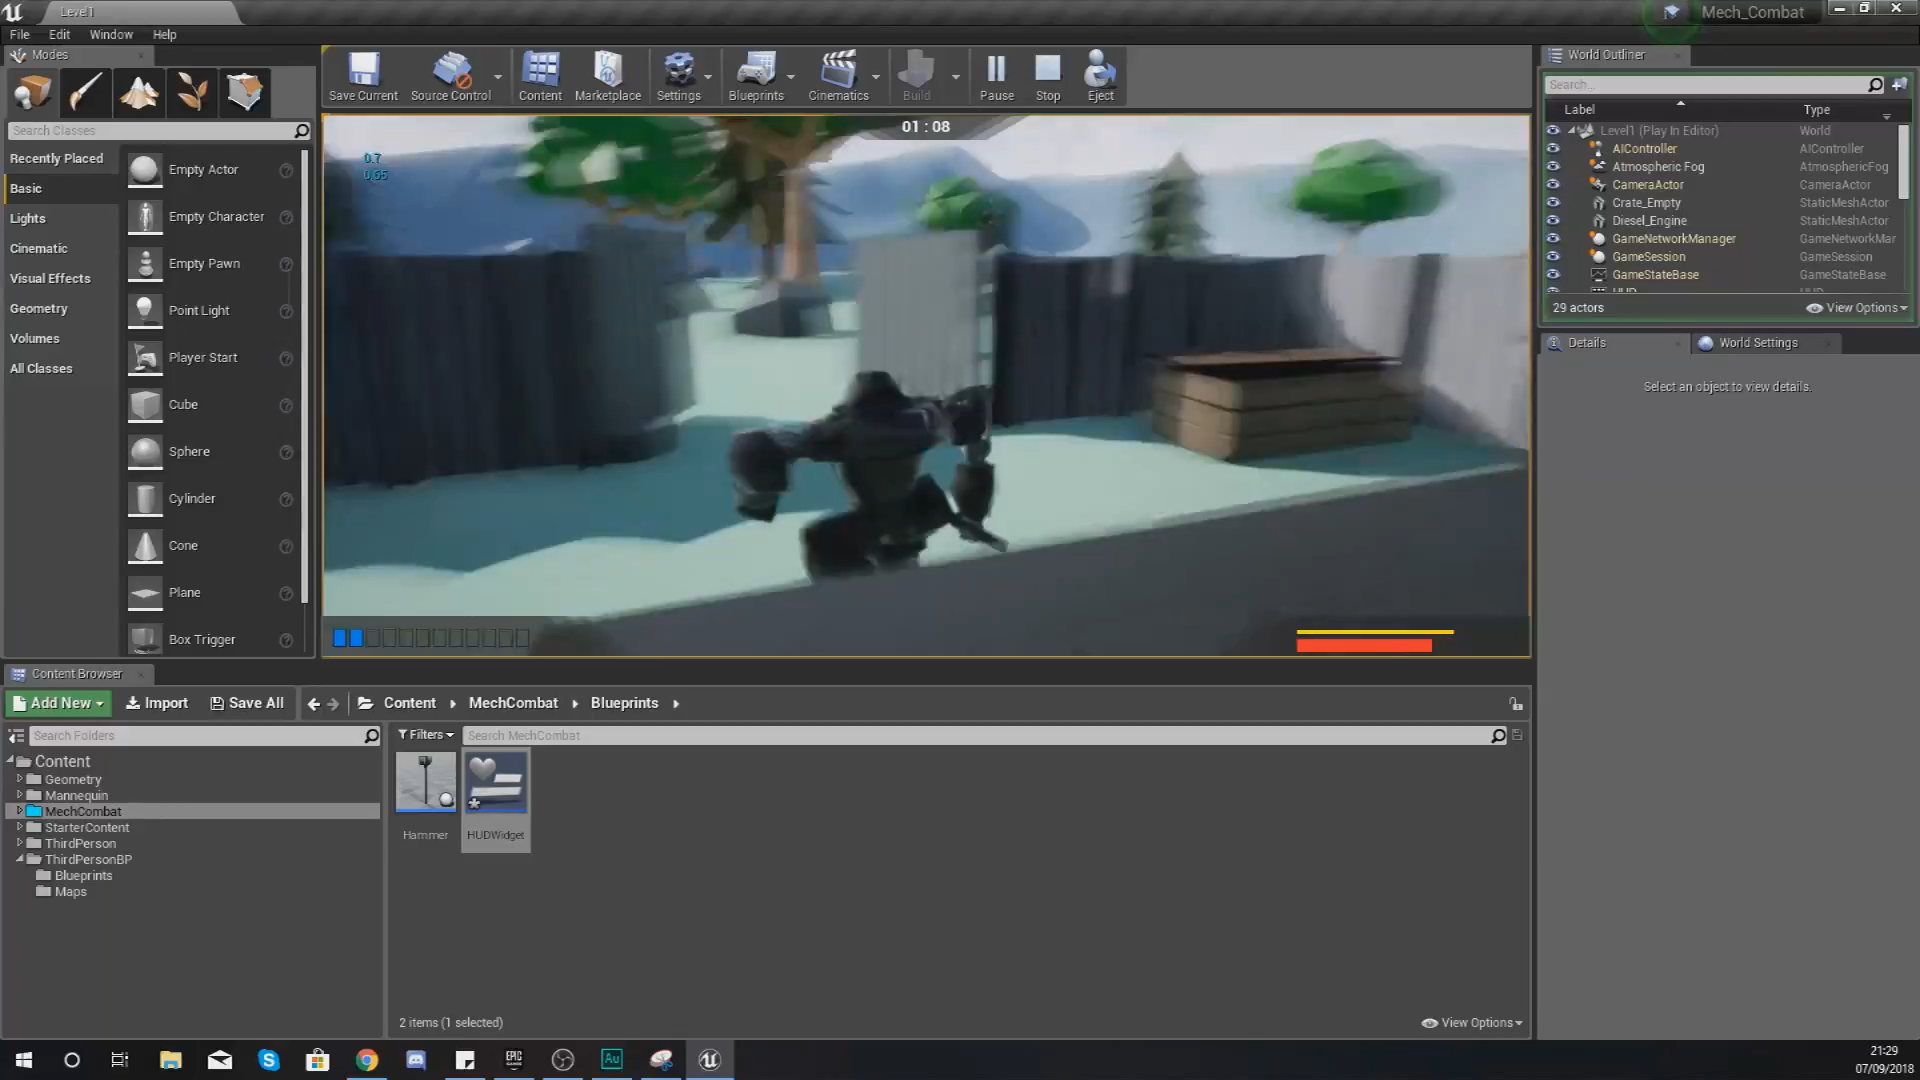 Level1
Mech_Combat
File Edit Window Help
Modes
Search Classes
Recently Placed
Basic
Lights
Cinematic
Visual Effects
Geometry
Volumes
All Classes
Empty Actor
Empty Character
Empty Pawn
Point Light
Player Start
Cube
Sphere
Cylinder
Cone
Plane
Box Trigger
Save Current
Source Control
Content
Marketplace
Settings
Blueprints
Cinematics
Build
Pause
Stop
Eject
01 : 08
0.7
0.65
World Outliner
Search...
Label Type
Level1 (Play In Editor) World
AIController AIController
Atmospheric Fog AtmosphericFog
CameraActor CameraActor
Crate_Empty StaticMeshActor
Diesel_Engine StaticMeshActor
GameNetworkManager GameNetworkMar
GameSession GameSession
GameStateBase GameStateBase
29 actors View Options
Details World Settings
Select an object to view details.
Content Browser
Add New Import Save All Content MechCombat Blueprints
Search Folders
Filters Search MechCombat
Content
Geometry
Mannequin
MechCombat
StarterContent
ThirdPerson
ThirdPersonBP
Blueprints
Maps
Hammer HUDWidget
2 items (1 selected) View Options
EPIC GAMES Au
21:29
07/09/2018